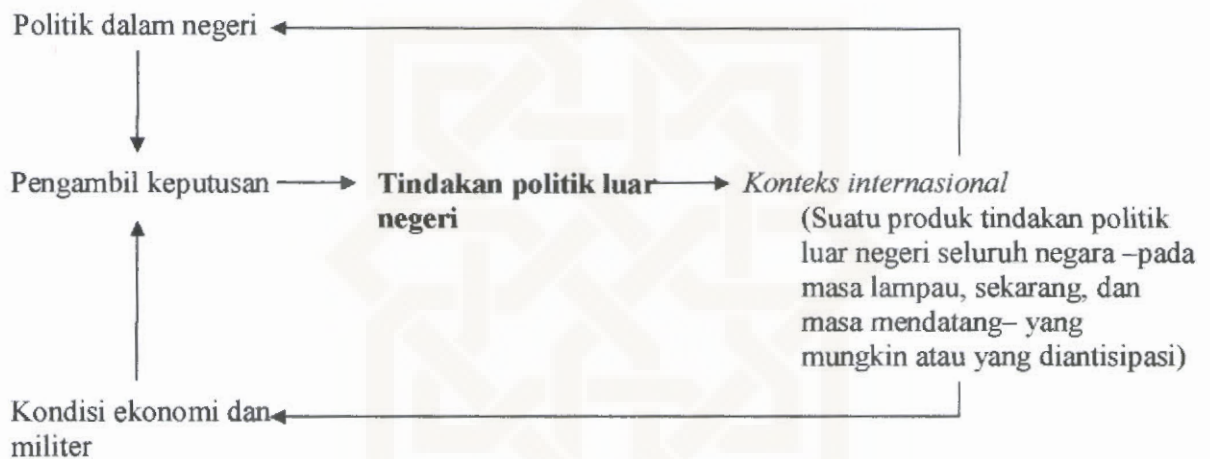 Politik dalam negeri
Pengambil keputusan
Tindakan politik luar
negeri
Konteks internasional
(Suatu produk tindakan politik
luar negeri seluruh negara –pada
masa lampau, sekarang, dan
masa mendatang– yang
mungkin atau yang diantisipasi)
Kondisi ekonomi dan
militer